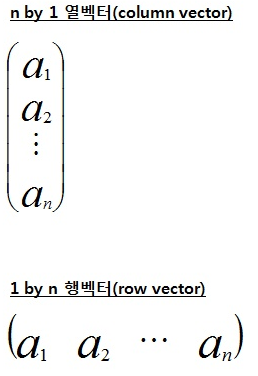 n by 1 열벡터(column vector)
a₁
a₂
⋮
aₙ
1 by n 행벡터(row vector)
(a₁ a₂ ⋯ aₙ)